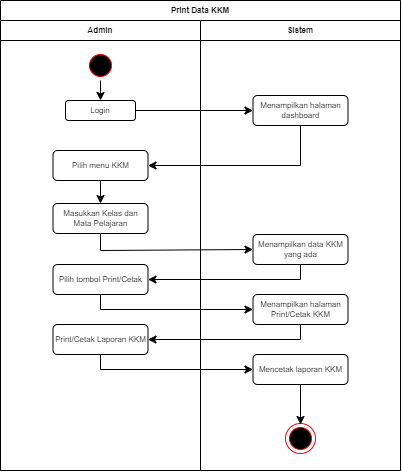 Print Data KKM
Admin
Sistem
Login
Menampilkan halaman
dashboard
Pilih menu KKM
Masukkan Kelas dan
Mata Pelajaran
Menampilkan data KKM
yang ada
Pilih tombol Print/Cetak
Menampilkan halaman
Print/Cetak KKM
Print/Cetak Laporan KKM
Mencetak laporan KKM